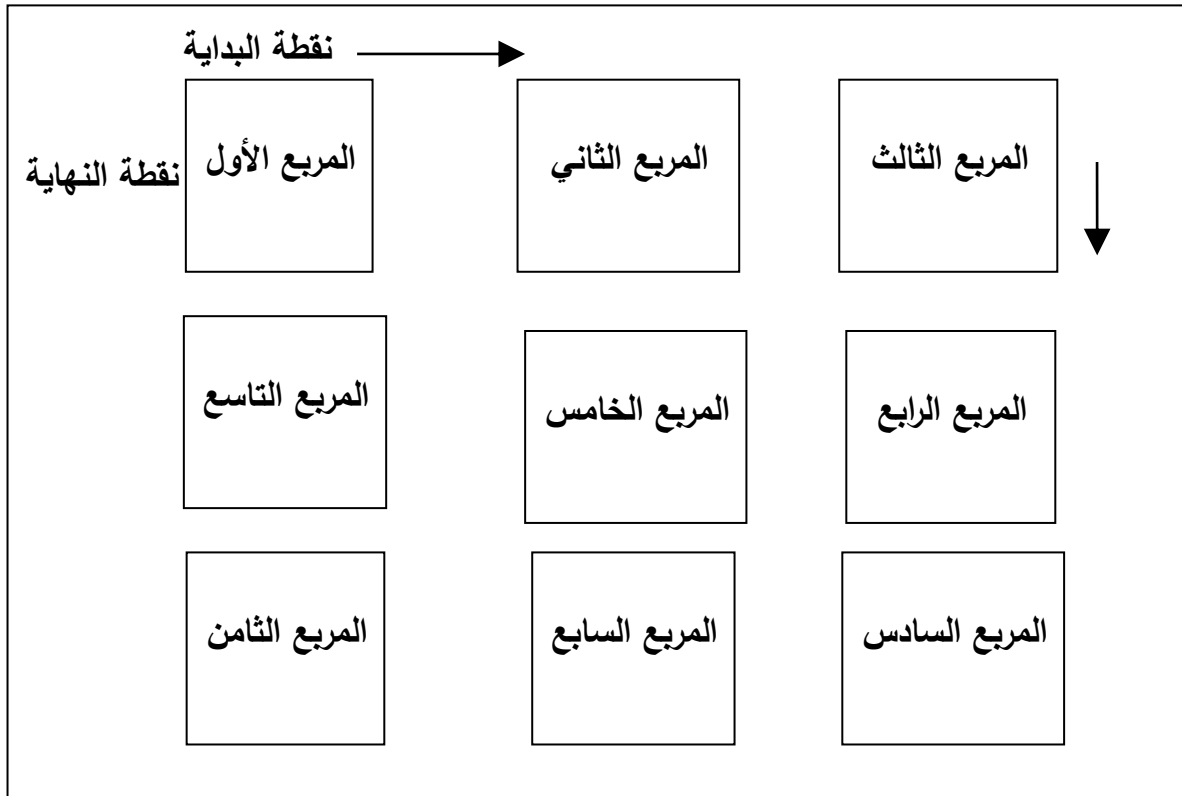 نقطة البداية
المربع الأول
المربع الثاني
المربع الثالث
نقطة النهاية
المربع التاسع
المربع الخامس
المربع الرابع
المربع الثامن
المربع السابع
المربع السادس